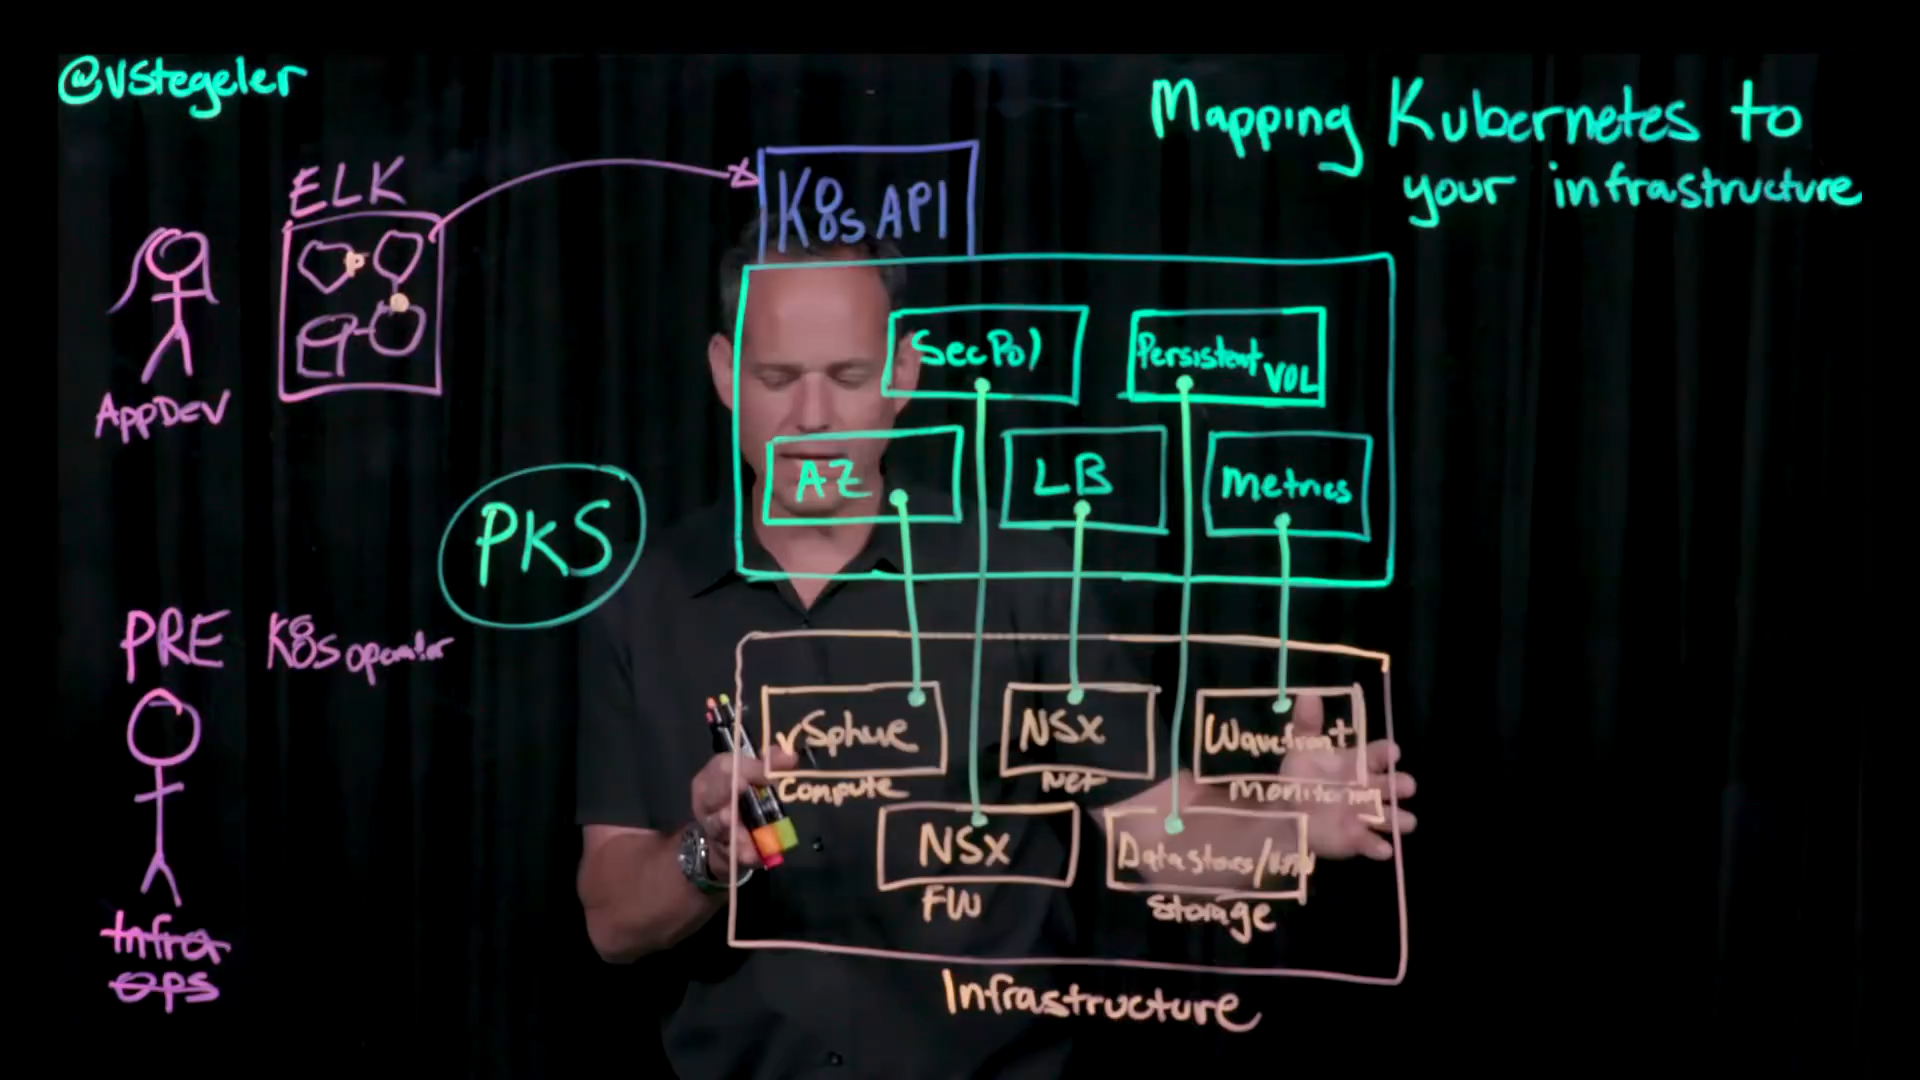 @vstegeler
Mapping Kubernetes to
your infrastructure
ELK
K8s API
AppDev
SecPol
Persistent VOL
AZ
LB
Metrics
PKS
PRE K8s operator
vSphere
Compute
NSX
Net
Wavefront
Monitoring
NSX
FW
Datastores/
Storage
Infra
Ops
Infrastructure